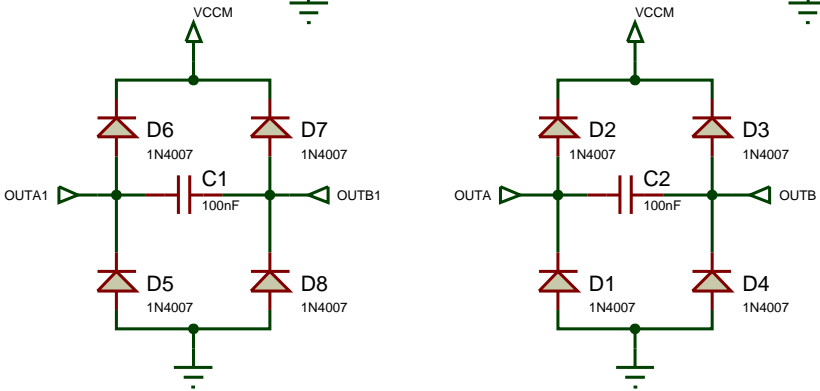 VCCM
D6
1N4007
D7
1N4007
OUTA1
C1
100nF
OUTB1
D5
1N4007
D8
1N4007
VCCM
D2
1N4007
D3
1N4007
OUTA
C2
100nF
OUTB
D1
1N4007
D4
1N4007